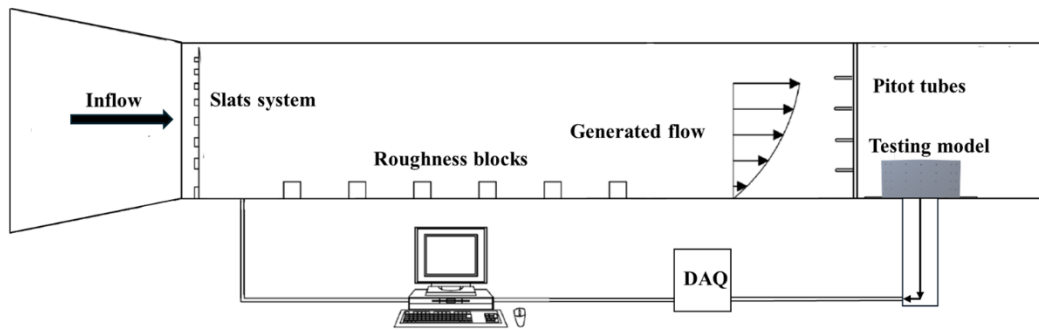 Inflow
Slats system
Roughness blocks
Generated flow
Pitot tubes
Testing model
DAQ